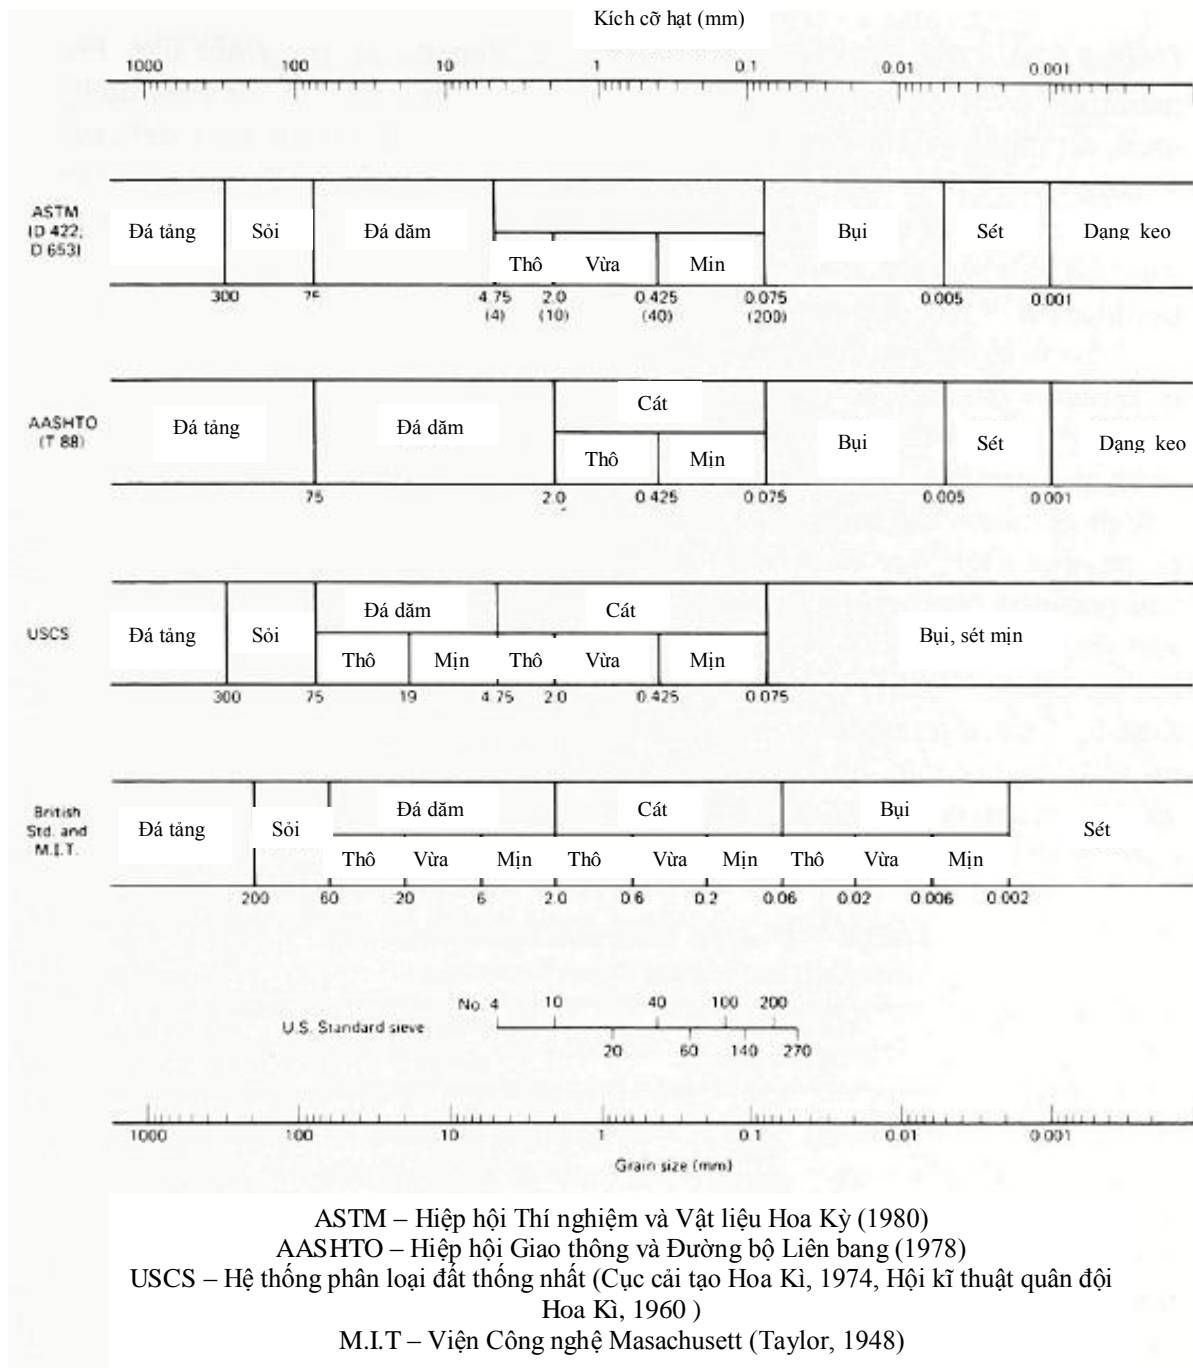 Kích cỡ hạt (mm)
1000 100 10 1 0.1 0.01 0.001
ASTM
(D 422,
D 653)
Đá tảng Sỏi Đá dăm Bụi Sét Dạng keo
Thô Vừa Min
300 75 4.75 2.0 0.425 0.075 0.005 0.001
(4) (10) (40) (200)
AASHTO
(T 88)
Đá tảng Đá dăm Cát Bụi Sét Dạng keo
Thô Mịn
75 2.0 0.425 0.075 0.005 0.001
USCS
Đá tảng Sỏi Đá dăm Cát Bụi, sét mịn
Thô Mịn Thô Vừa Mịn
300 75 19 4.75 2.0 0.425 0.075
British
Std. and
M.I.T.
Đá tảng Sỏi Đá dăm Cát Bụi Sét
Thô Vừa Mịn Thô Vừa Mịn Thô Vừa Mịn
200 60 20 6 2.0 0.6 0.2 0.06 0.02 0.006 0.002
No. 4 10 40 100 200
U.S. Standard sieve
20 60 140 270
1000 100 10 1 0.1 0.01 0.001
Grain size (mm)
ASTM – Hiệp hội Thí nghiệm và Vật liệu Hoa Kỳ (1980)
AASHTO – Hiệp hội Giao thông và Đường bộ Liên bang (1978)
USCS – Hệ thống phân loại đất thống nhất (Cục cải tạo Hoa Kì, 1974, Hội kĩ thuật quân đội
Hoa Kì, 1960 )
M.I.T – Viện Công nghệ Masachusett (Taylor, 1948)